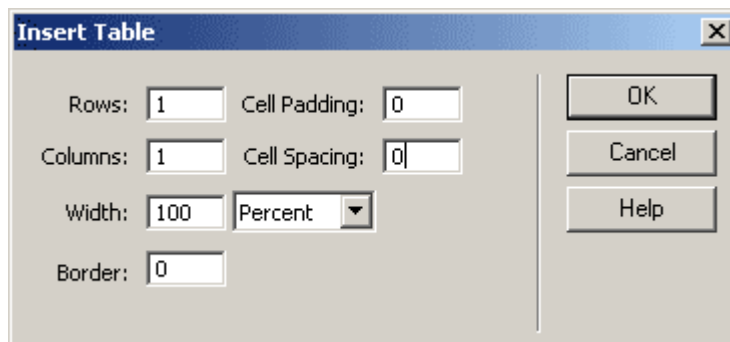 Insert Table
Rows: 1 Cell Padding: 0 OK
Columns: 1 Cell Spacing: 0 Cancel
Width: 100 Percent Help
Border: 0